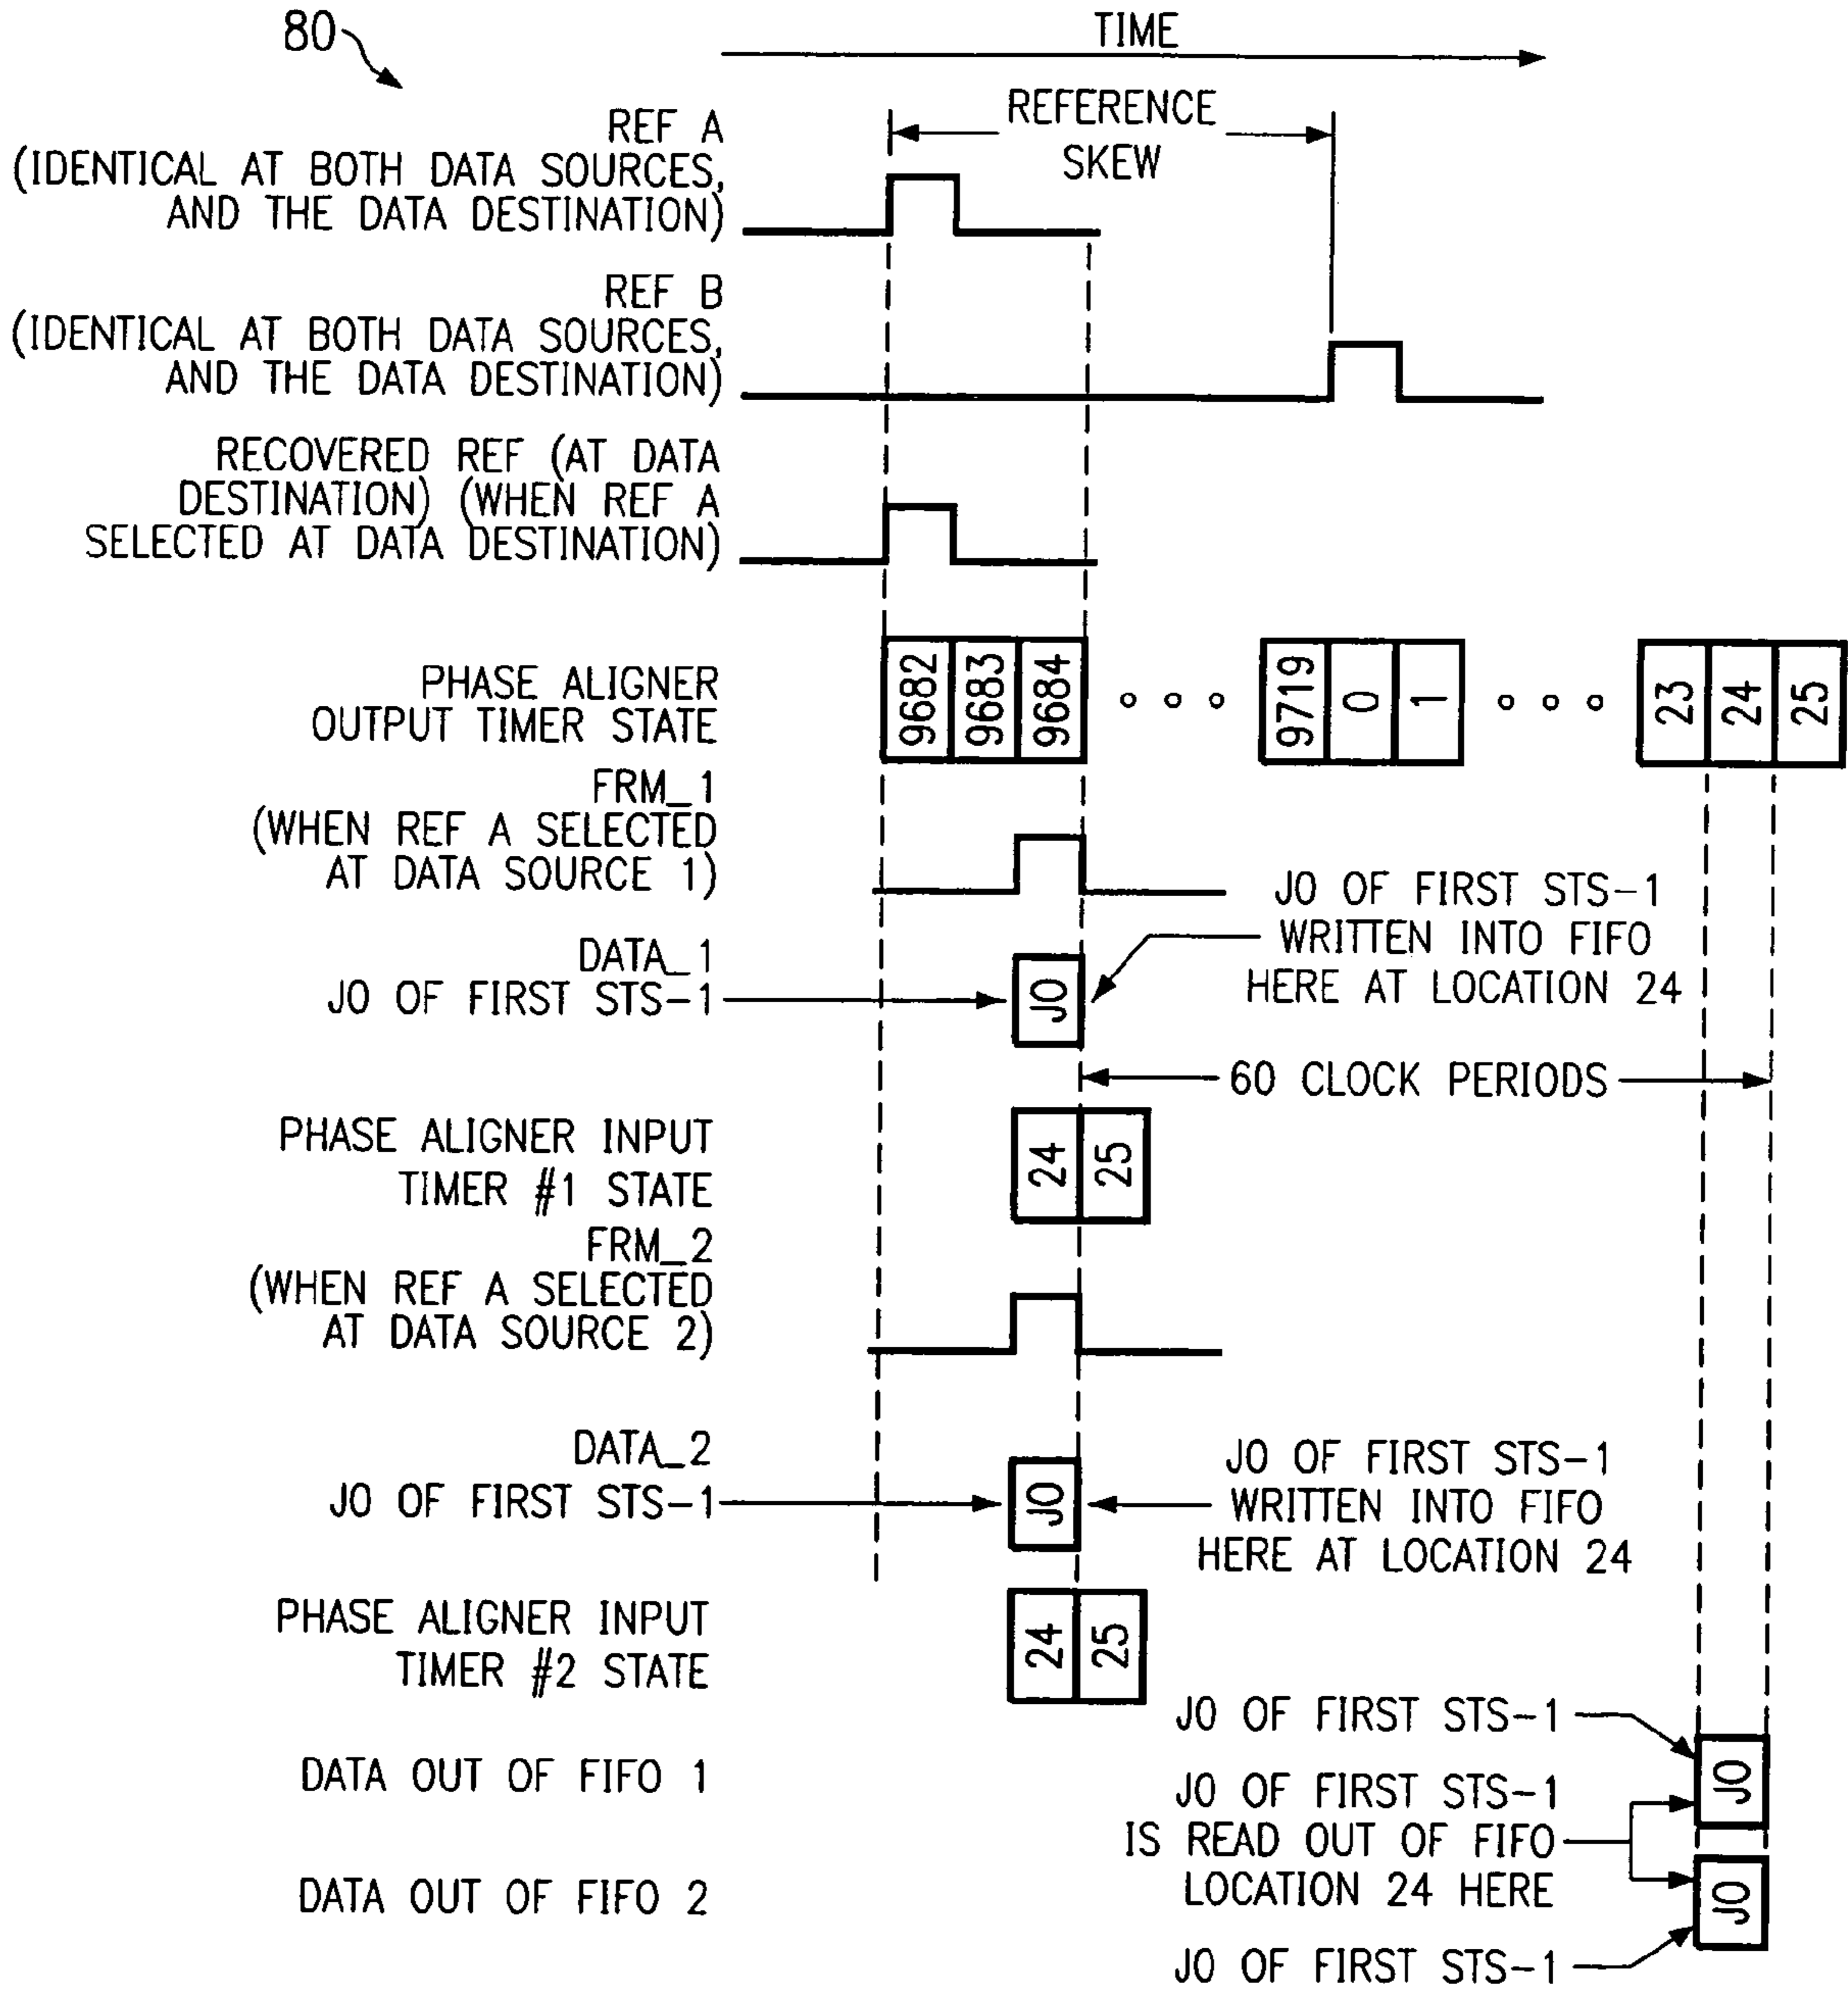 80
TIME
REFERENCE
SKEW
REF A
(IDENTICAL AT BOTH DATA SOURCES,
AND THE DATA DESTINATION)
REF B
(IDENTICAL AT BOTH DATA SOURCES,
AND THE DATA DESTINATION)
RECOVERED REF (AT DATA
DESTINATION) (WHEN REF A
SELECTED AT DATA DESTINATION)
PHASE ALIGNER
OUTPUT TIMER STATE
9682 9683 9684 9719 0 1 23 24 25
FRM_1
(WHEN REF A SELECTED
AT DATA SOURCE 1)
DATA_1
J0 OF FIRST STS-1
J0
J0 OF FIRST STS-1
WRITTEN INTO FIFO
HERE AT LOCATION 24
60 CLOCK PERIODS
PHASE ALIGNER INPUT
TIMER #1 STATE
24 25
FRM_2
(WHEN REF A SELECTED
AT DATA SOURCE 2)
DATA_2
J0 OF FIRST STS-1
J0
J0 OF FIRST STS-1
WRITTEN INTO FIFO
HERE AT LOCATION 24
PHASE ALIGNER INPUT
TIMER #2 STATE
24 25
J0 OF FIRST STS-1
DATA OUT OF FIFO 1
J0
J0 OF FIRST STS-1
IS READ OUT OF FIFO
LOCATION 24 HERE
DATA OUT OF FIFO 2
J0
J0 OF FIRST STS-1